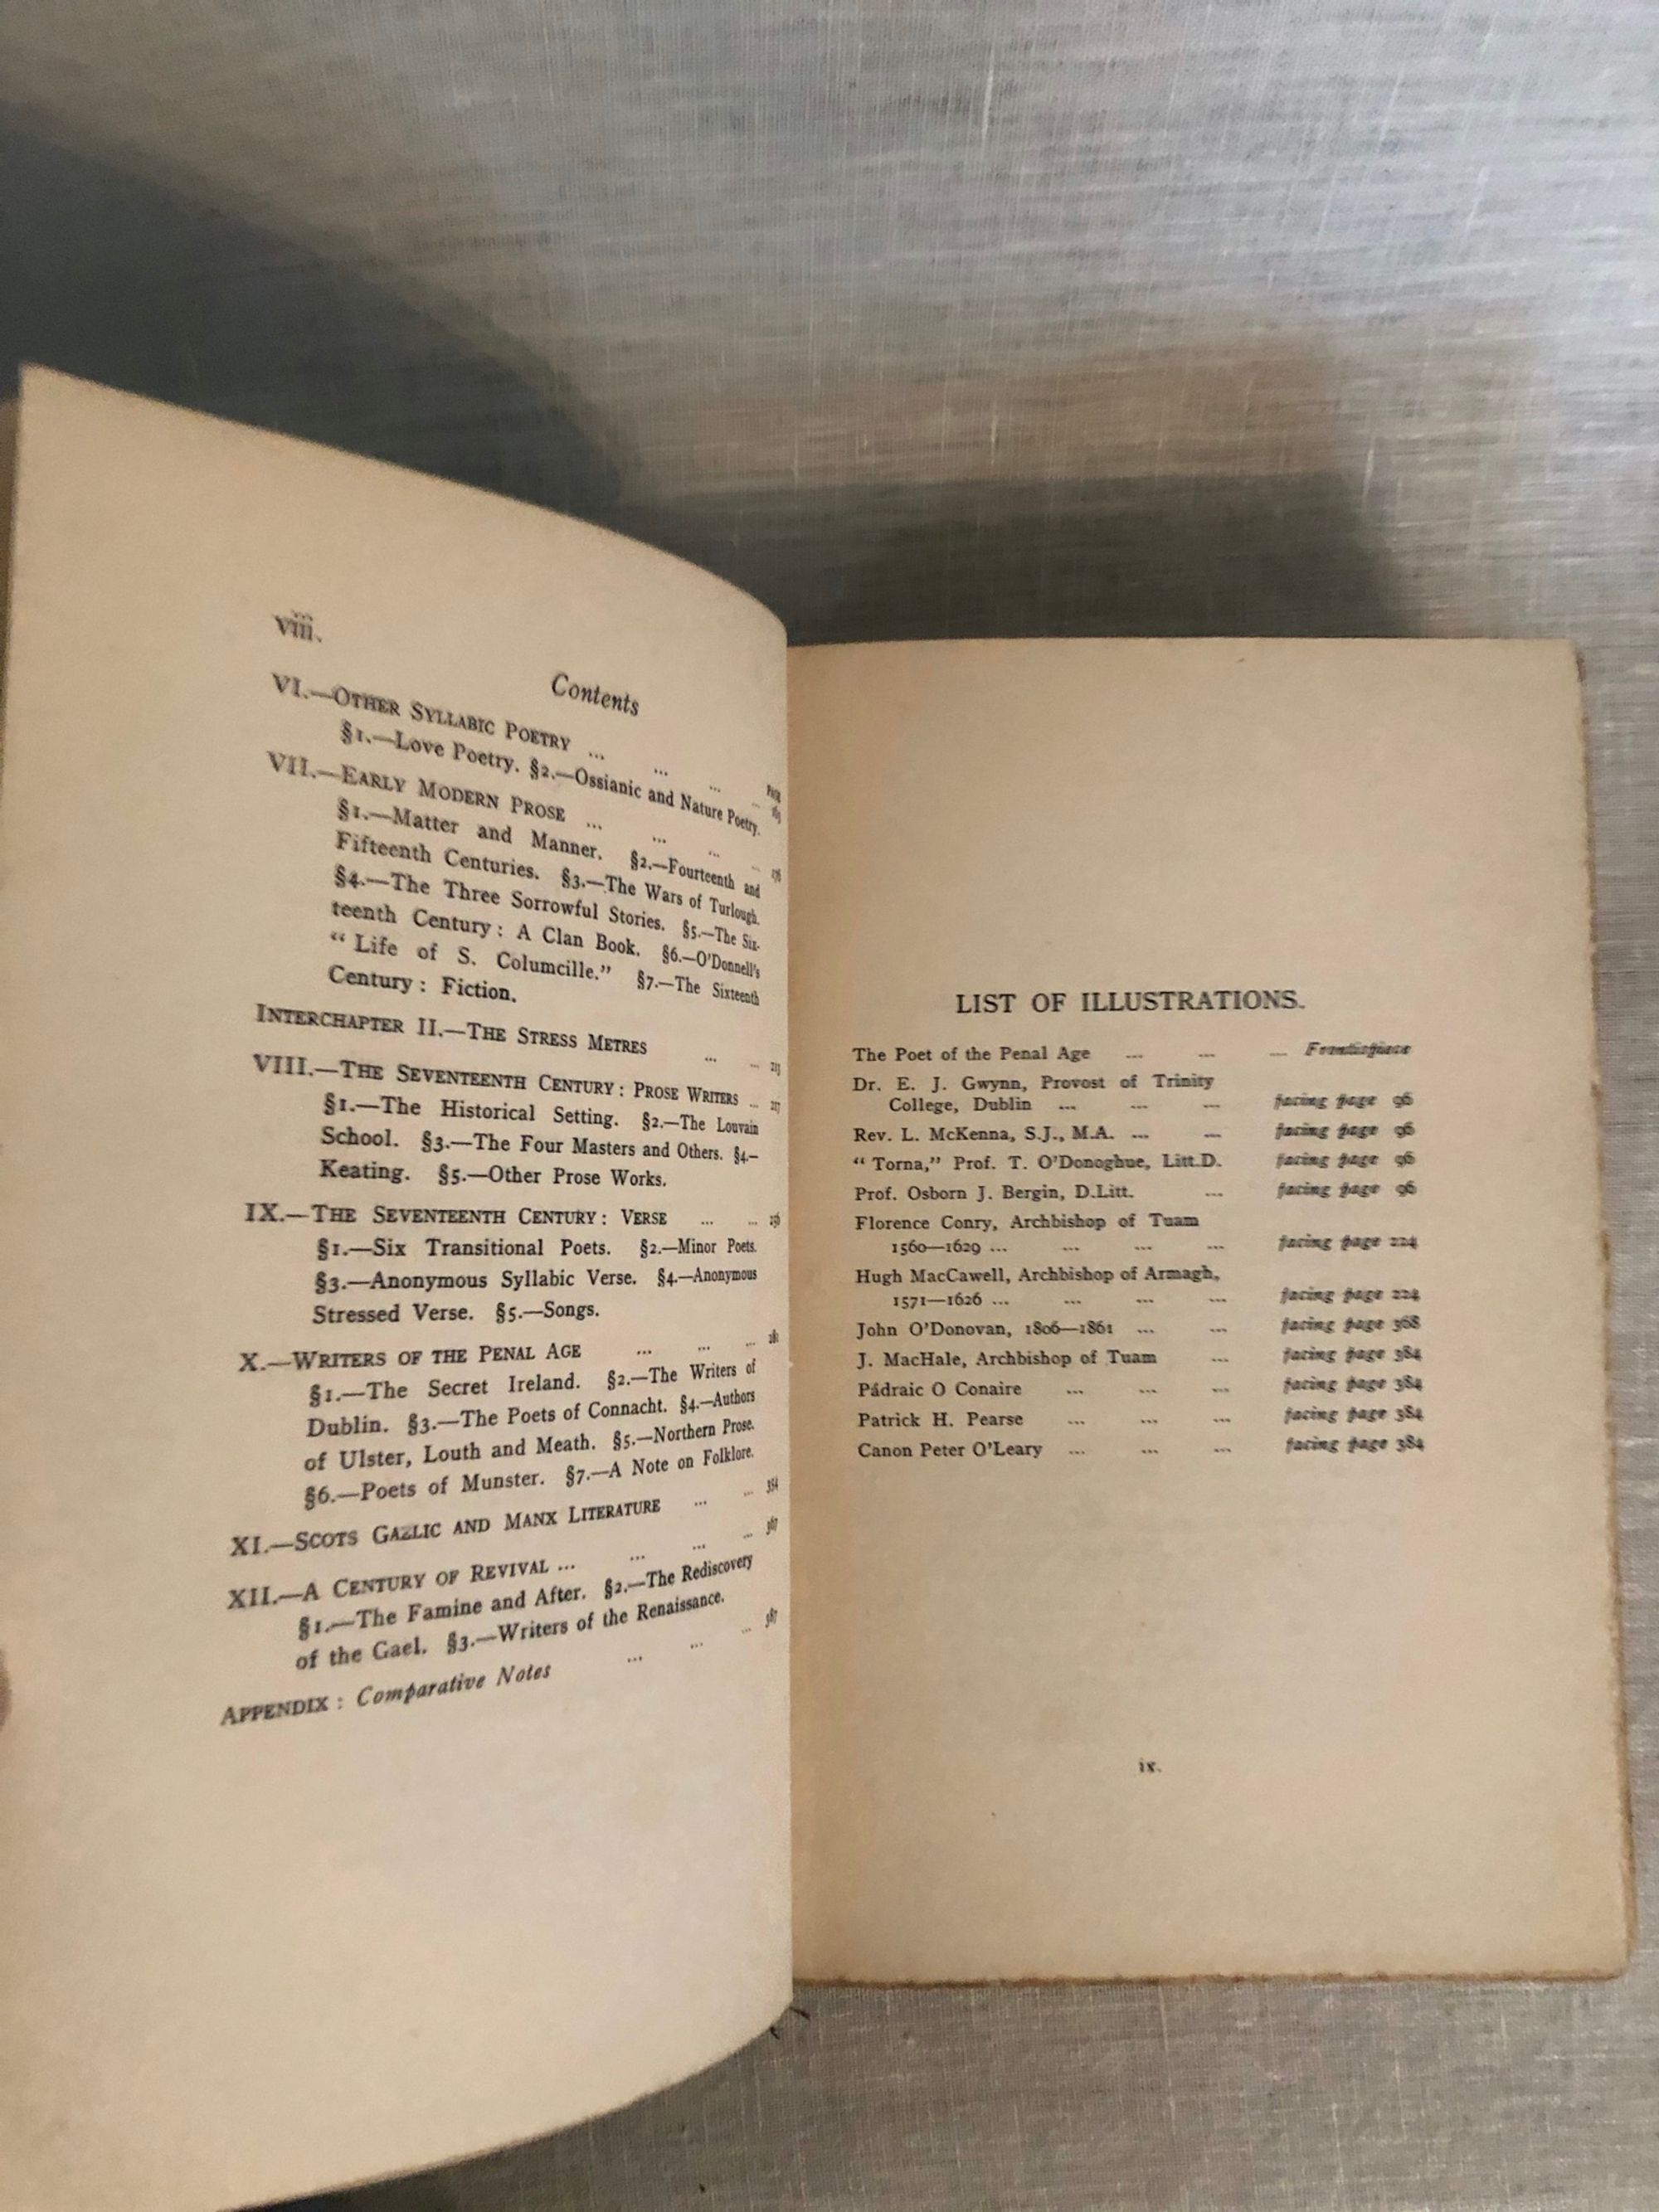 viii.
Contents
PAGE
VI.—OTHER SYLLABIC POETRY ... ... ... ...
§1.—Love Poetry. §2.—Ossianic and Nature Poetry.
VII.—EARLY MODERN PROSE ... ... ... ... 176
§1.—Matter and Manner. §2.—Fourteenth and
Fifteenth Centuries. §3.—The Wars of Turlough.
§4.—The Three Sorrowful Stories. §5.—The Six-
teenth Century: A Clan Book. §6.—O'Donnell's
“Life of S. Columcille.” §7.—The Sixteenth
Century: Fiction.
INTERCHAPTER II.—THE STRESS METRES ... ...
VIII.—THE SEVENTEENTH CENTURY: PROSE WRITERS ...
§1.—The Historical Setting. §2.—The Louvain
School. §3.—The Four Masters and Others. §4.—
Keating. §5.—Other Prose Works.
IX.—THE SEVENTEENTH CENTURY: VERSE ... ...
§1.—Six Transitional Poets. §2.—Minor Poets.
§3.—Anonymous Syllabic Verse. §4.—Anonymous
Stressed Verse. §5.—Songs.
X.—WRITERS OF THE PENAL AGE ... ... ... 281
§1.—The Secret Ireland. §2.—The Writers of
Dublin. §3.—The Poets of Connacht. §4.—Authors
of Ulster, Louth and Meath. §5.—Northern Prose.
§6.—Poets of Munster. §7.—A Note on Folklore.
XI.—SCOTS GAELIC AND MANX LITERATURE ... ... 354
XII.—A CENTURY OF REVIVAL ... ... ... ... 367
§1.—The Famine and After. §2.—The Rediscovery
of the Gael. §3.—Writers of the Renaissance.
APPENDIX: Comparative Notes ... ... ... 387
LIST OF ILLUSTRATIONS.
The Poet of the Penal Age ... ... ... Frontispiece
Dr. E. J. Gwynn, Provost of Trinity
College, Dublin ... ... ... facing page 96
Rev. L. McKenna, S.J., M.A. ... ... facing page 96
“Torna,” Prof. T. O'Donoghue, Litt.D. facing page 96
Prof. Osborn J. Bergin, D.Litt. ... facing page 96
Florence Conry, Archbishop of Tuam
1560—1629 ... ... ... ... facing page 224
Hugh MacCawell, Archbishop of Armagh,
1571—1626 ... ... ... ... facing page 224
John O'Donovan, 1806—1861 ... ... facing page 368
J. MacHale, Archbishop of Tuam ... facing page 384
Pádraic O Conaire ... ... ... facing page 384
Patrick H. Pearse ... ... ... facing page 384
Canon Peter O'Leary ... ... ... facing page 384
ix.